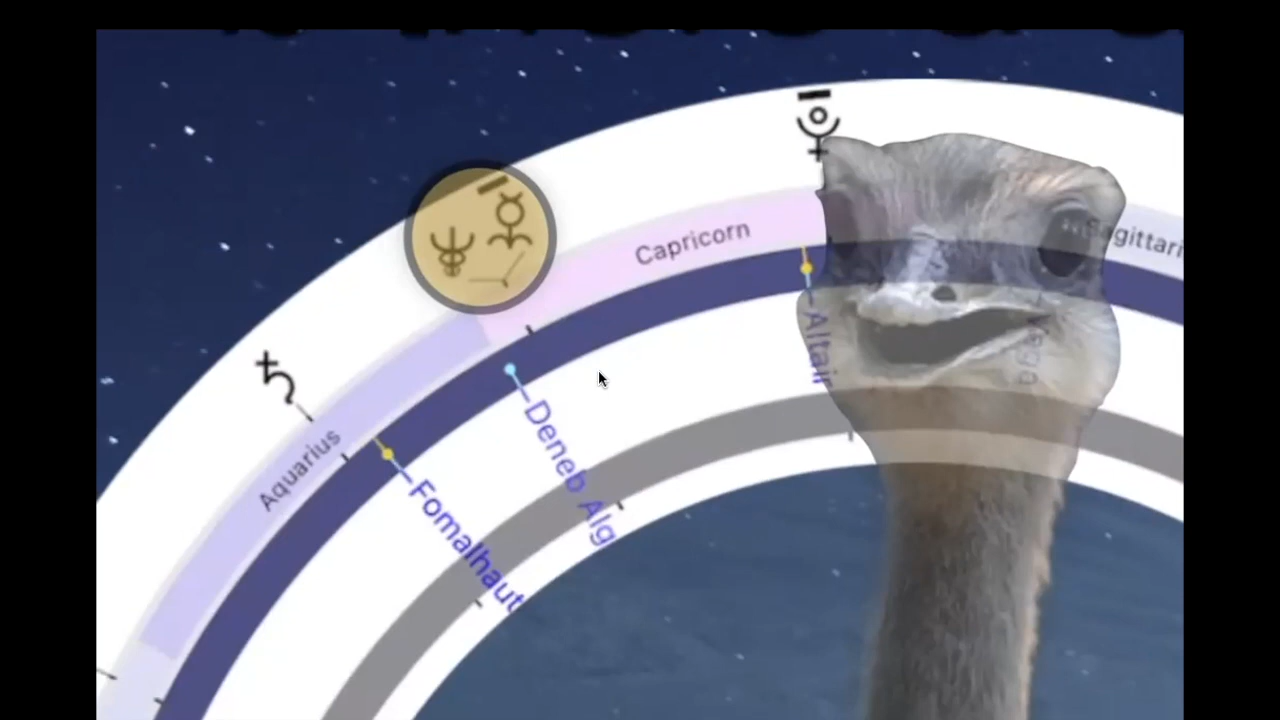 Capricorn
Sagittari
Altair
Aquarius
Deneb Alg
Fomalhaut